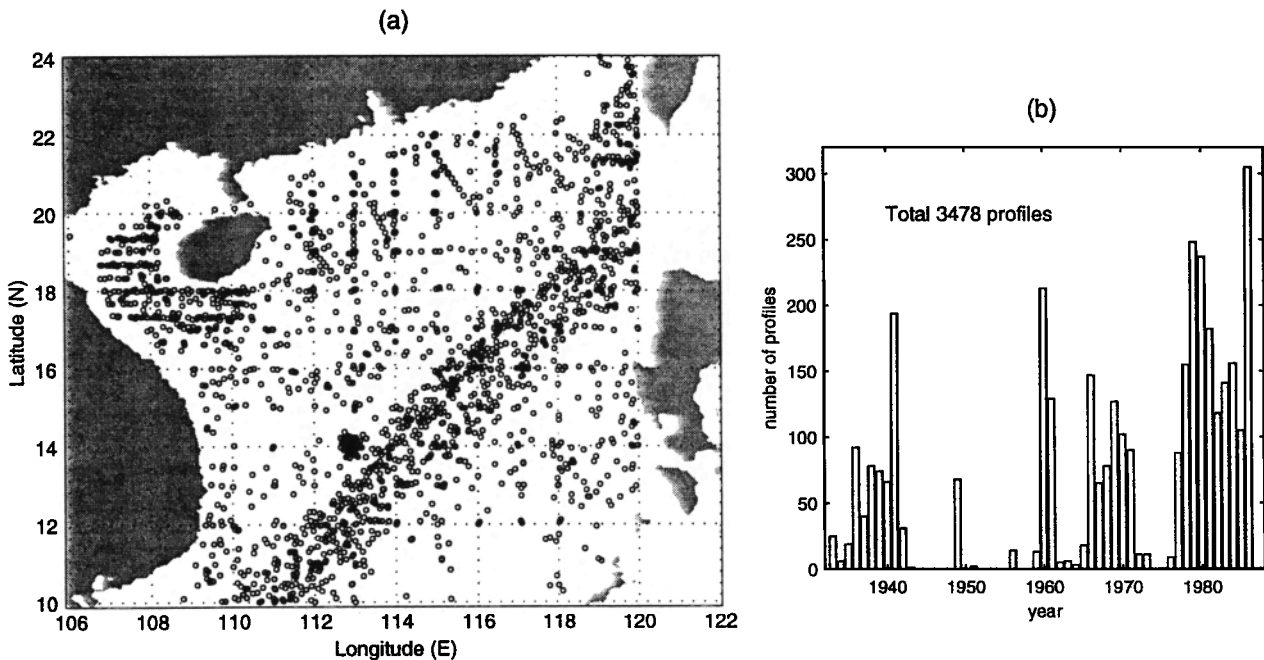 (a)
24
22
20
18
16
14
12
10
Latitude (N)
106 108 110 112 114 116 118 120 122
Longitude (E)
(b)
Total 3478 profiles
300
250
200
150
100
50
0
number of profiles
1940 1950 1960 1970 1980
year